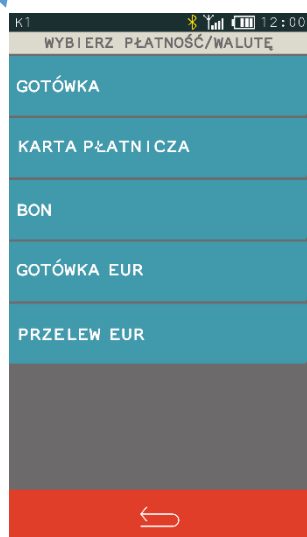 K1 12:00
WYBIERZ PŁATNOŚĆ/WALUTĘ
GOTÓWKA
KARTA PŁATNICZA
BON
GOTÓWKA EUR
PRZELEW EUR